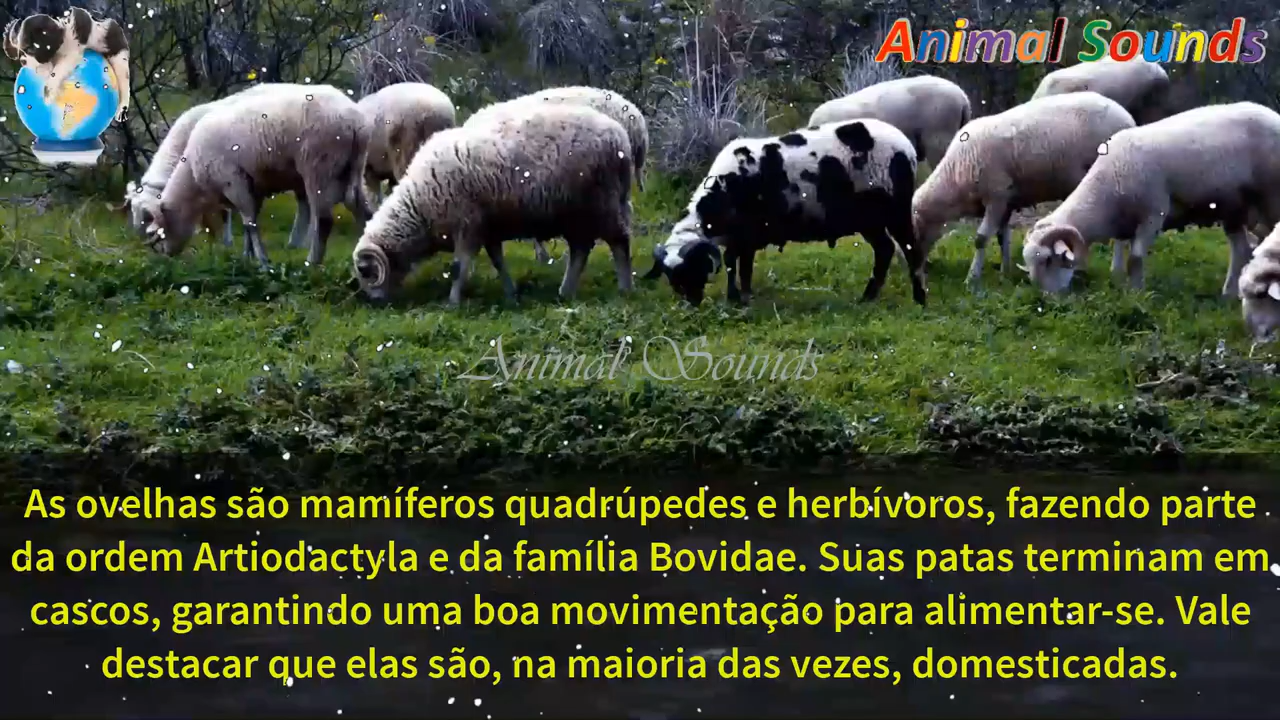 Animal Sounds
Animal Sounds
As ovelhas são mamíferos quadrúpedes e herbívoros, fazendo parte
da ordem Artiodactyla e da família Bovidae. Suas patas terminam em
cascos, garantindo uma boa movimentação para alimentar-se. Vale
destacar que elas são, na maioria das vezes, domesticadas.